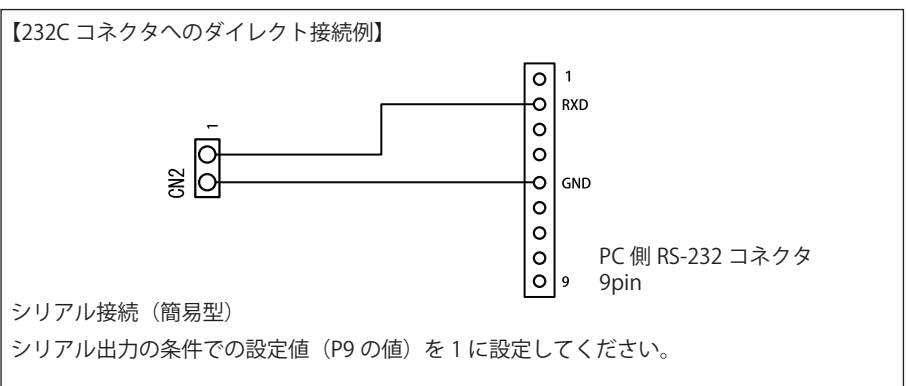 【232C コネクタへのダイレクト接続例】
1
RXD
1
CN2
GND
PC 側 RS-232 コネクタ
9 9pin
シリアル接続（簡易型）
シリアル出力の条件での設定値（P9 の値）を 1 に設定してください。